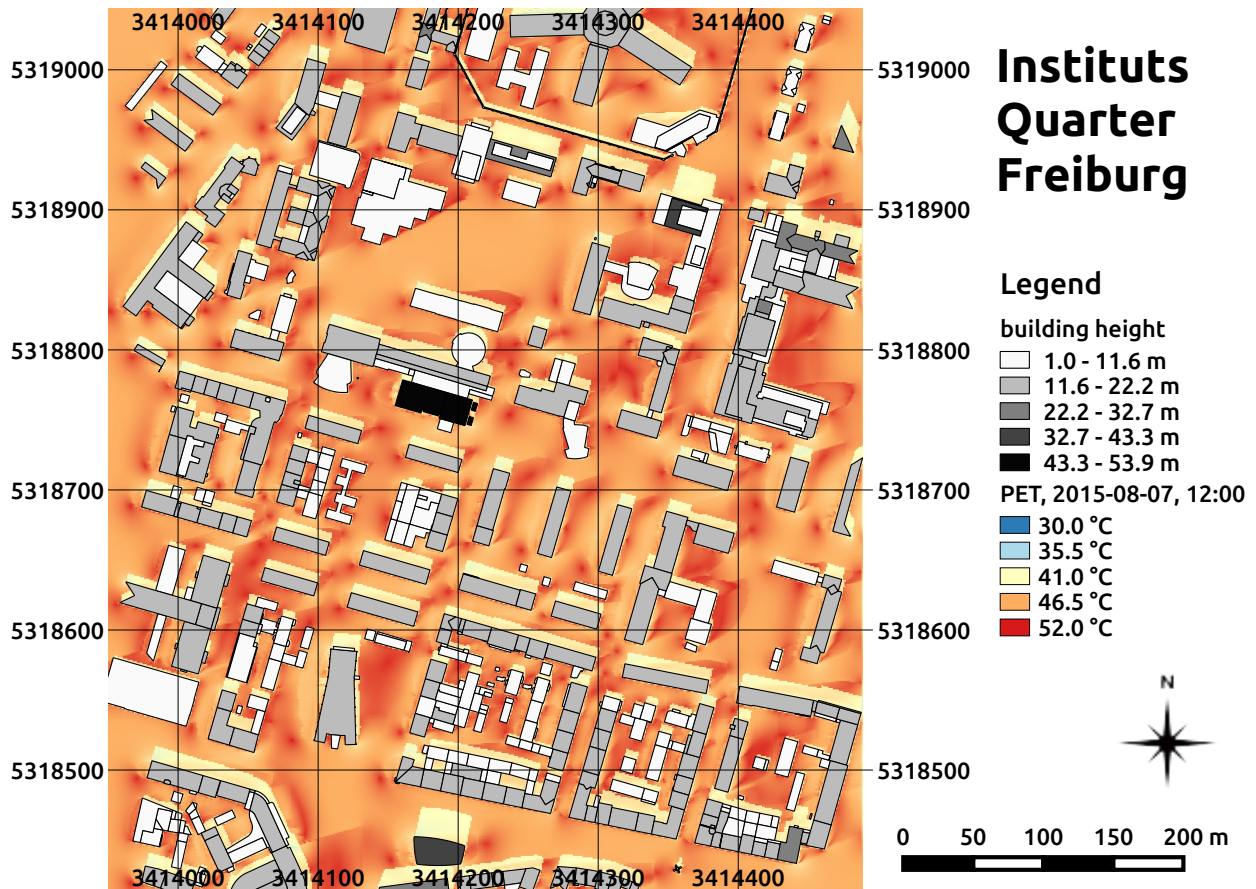 3414000 3414100 3414200 3414300 3414400
5319000 5319000
5318900 5318900
5318800 5318800
5318700 5318700
5318600 5318600
5318500 5318500
3414000 3414100 3414200 3414300 3414400
Instituts
Quarter
Freiburg
Legend
building height
1.0 - 11.6 m
11.6 - 22.2 m
22.2 - 32.7 m
32.7 - 43.3 m
43.3 - 53.9 m
PET, 2015-08-07, 12:00
30.0 °C
35.5 °C
41.0 °C
46.5 °C
52.0 °C
N
0 50 100 150 200 m